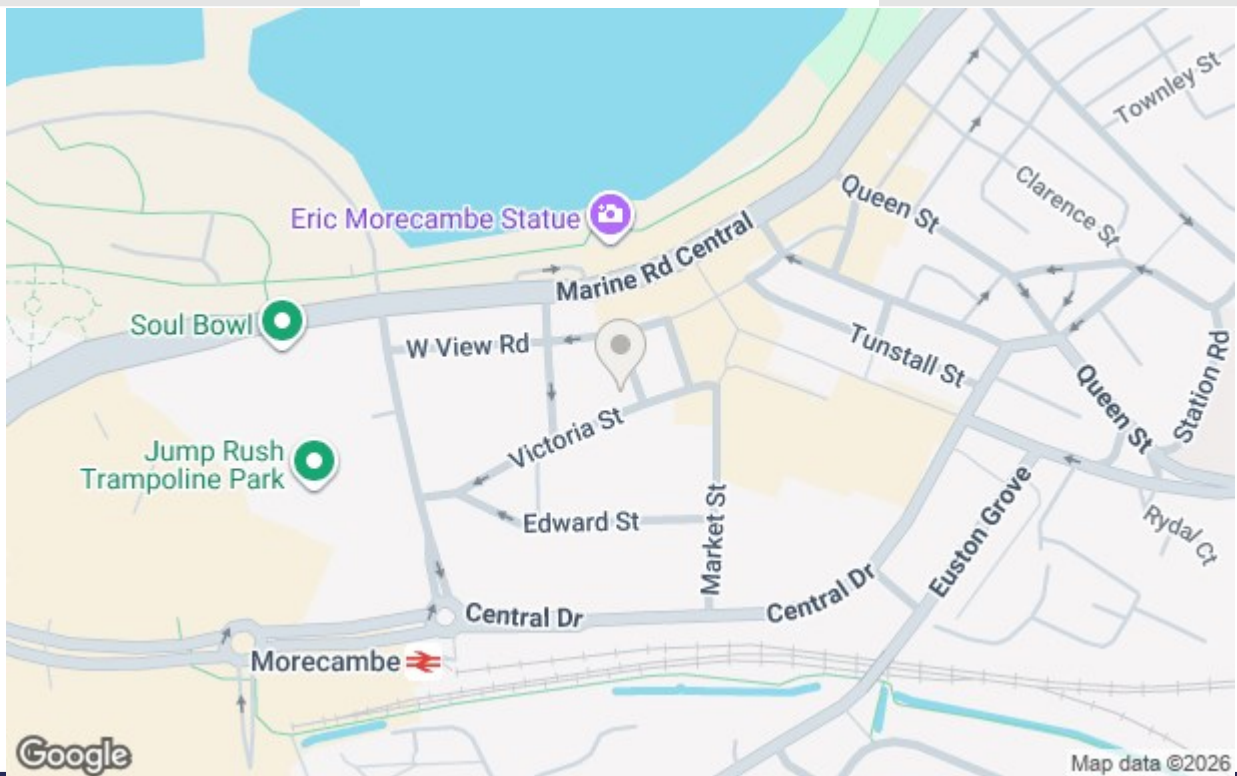 Townley St
Clarence St
Queen St
Eric Morecambe Statue
Marine Rd Central
Soul Bowl
W View Rd
Tunstall St
Queen St
Station Rd
Victoria St
Jump Rush
Trampoline Park
Edward St
Market St
Euston Grove
Rydal Ct
Central Dr
Central Dr
Morecambe
Google
Map data ©2026